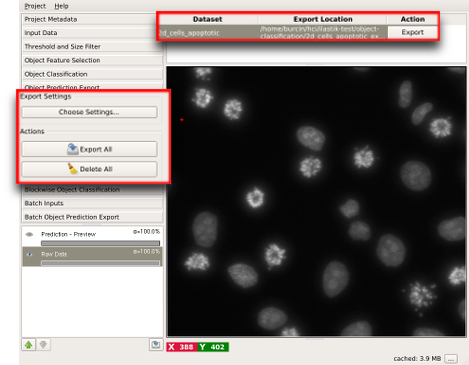 Project Help
Project Metadata
Input Data
Threshold and Size Filter
Object Feature Selection
Object Classification
Object Prediction Export
Export Settings
Choose Settings...
Actions
Export All
Delete All
Blockwise Object Classification
Batch Inputs
Batch Object Prediction Export
Prediction - Preview α=100.0%
Raw Data α=100.0%
Dataset Export Location Action
2d_cells_apoptotic /home/burcin/hci/ilastik-test/object-
classification/2d_cells_apoptotic_ex Export
X 388 Y 402
cached: 3.9 MB ...